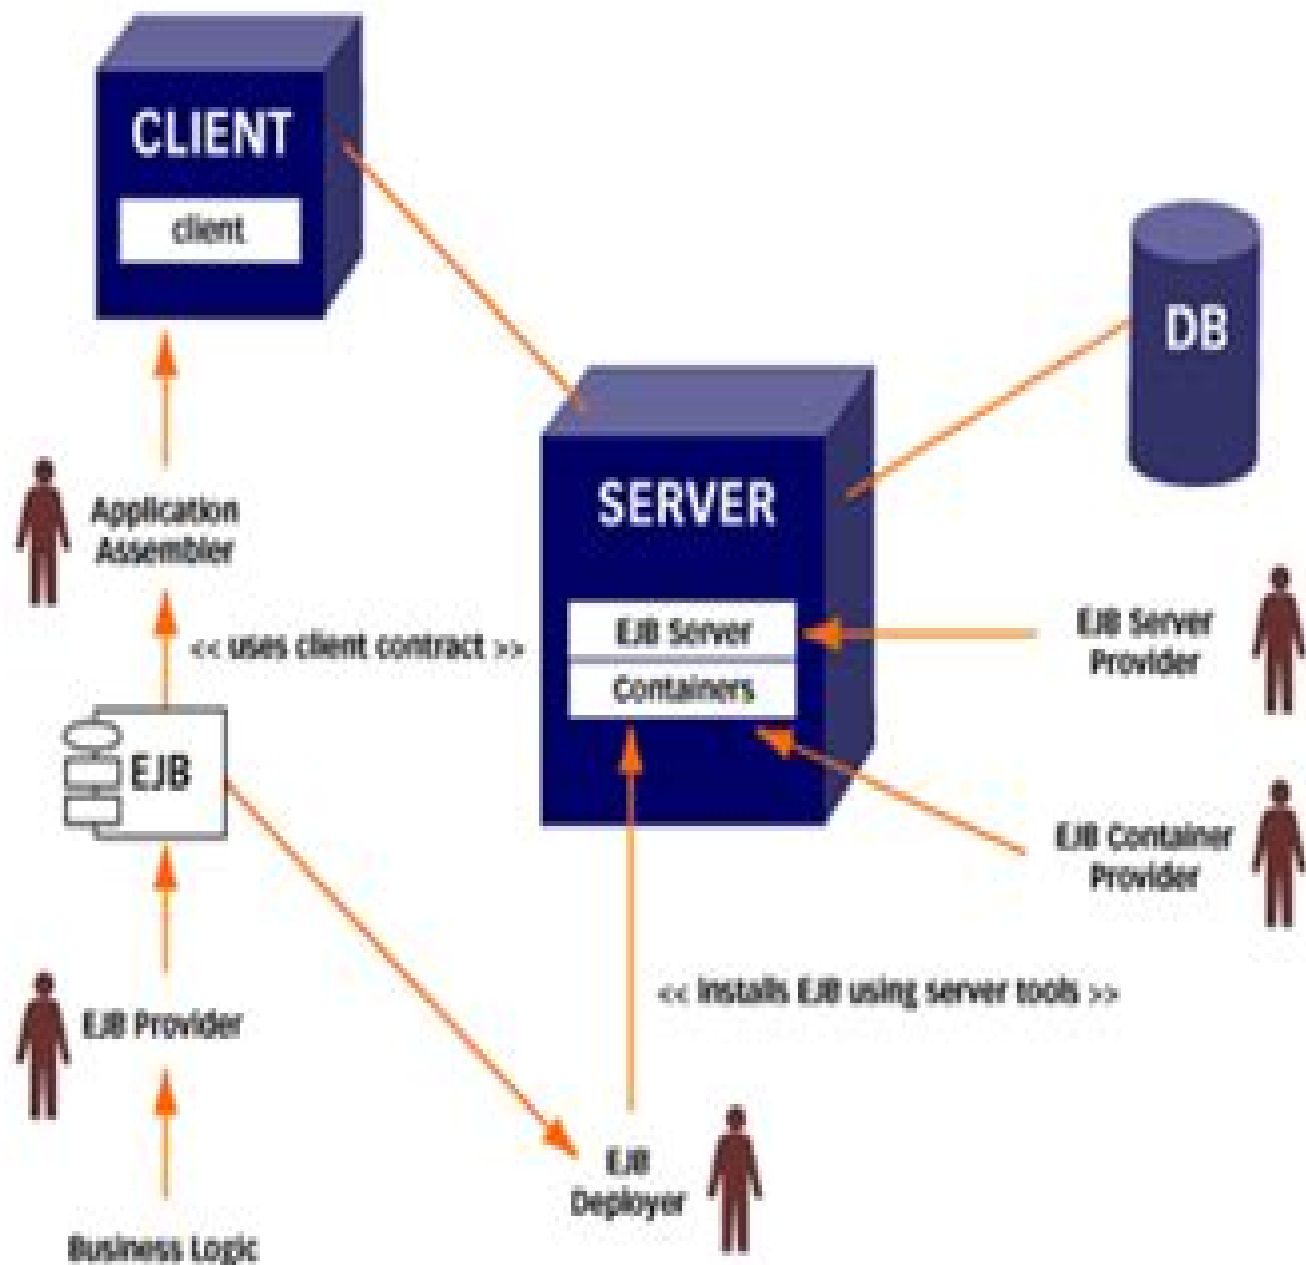 CLIENT
client
DB
SERVER
Application
Assembler
EJB Server
EJB Server
Provider
<< uses client contract >>
Containers
EJB
EJB Container
Provider
<< installs EJB using server tools >>
EJB Provider
EJB
Deployer
Business Logic